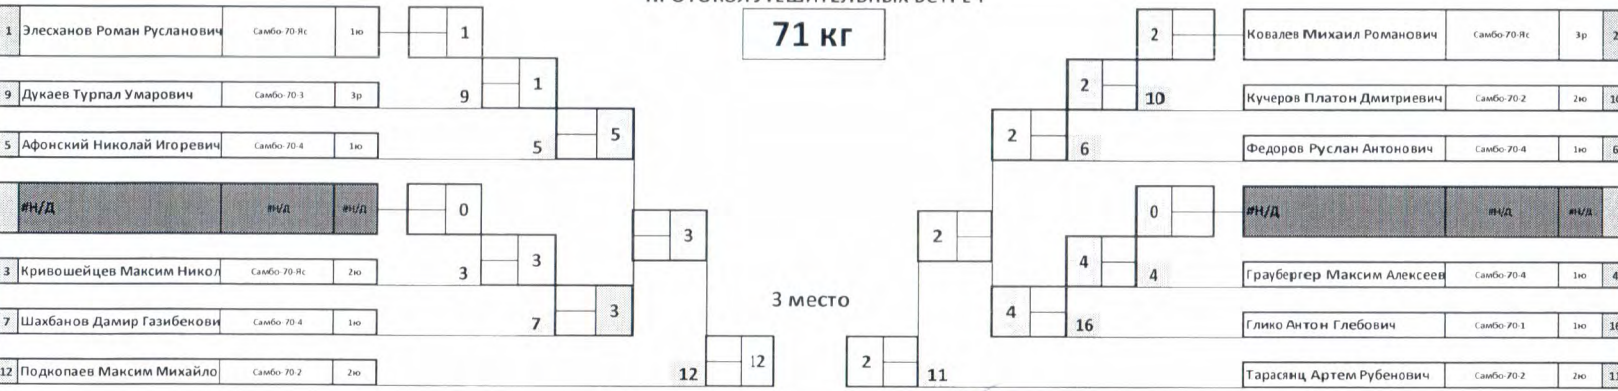 71 кг
1 Элесханов Роман Русланович Самбо-70-Яс 1ю 1
9 Дукаев Турпал Умарович Самбо-70-3 3р 9 1
5 Афонский Николай Игоревич Самбо-70-4 1ю 5 5
#Н/Д #Н/Д #Н/Д 0
3 Кривошейцев Максим Никол Самбо-70-Яс 2ю 3 3 3
7 Шахбанов Дамир Газибекови Самбо-70-4 1ю 7 3
12 Подкопаев Максим Михайло Самбо-70-2 2ю 12 12
3 место
2 Ковалев Михаил Романович Самбо-70-Яс 3р 2
2 10 Кучеров Платон Дмитриевич Самбо-70-2 2ю 10
2 6 Федоров Руслан Антонович Самбо-70-4 1ю 6
0 #Н/Д #Н/Д #Н/Д
2 4 4 Граубергер Максим Алексеев Самбо-70-4 1ю 4
4 16 Глико Антон Глебович Самбо-70-1 1ю 16
2 11 Тарасянц Артем Рубенович Самбо-70-2 2ю